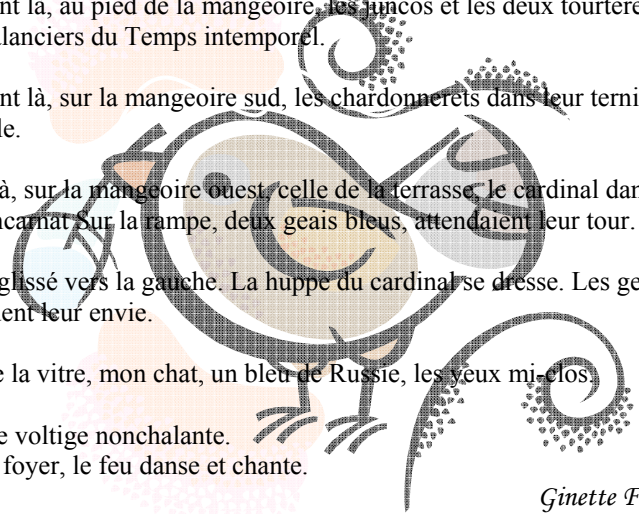 nt là, au pied de la mangeoire, les juncos et les deux tourtere
alanciers du Temps intemporel.
nt là, sur la mangeoire sud, les chardonnerets dans leur terni
le.
à, sur la mangeoire ouest, celle de la terrasse, le cardinal dan
ncarnat Sur la rampe, deux geais bleus, attendaient leur tour.
glissé vers la gauche. La huppe du cardinal se dresse. Les ge
ent leur envie.
e la vitre, mon chat, un bleu de Russie, les yeux mi-clos.
e voltige nonchalante.
foyer, le feu danse et chante.
Ginette F